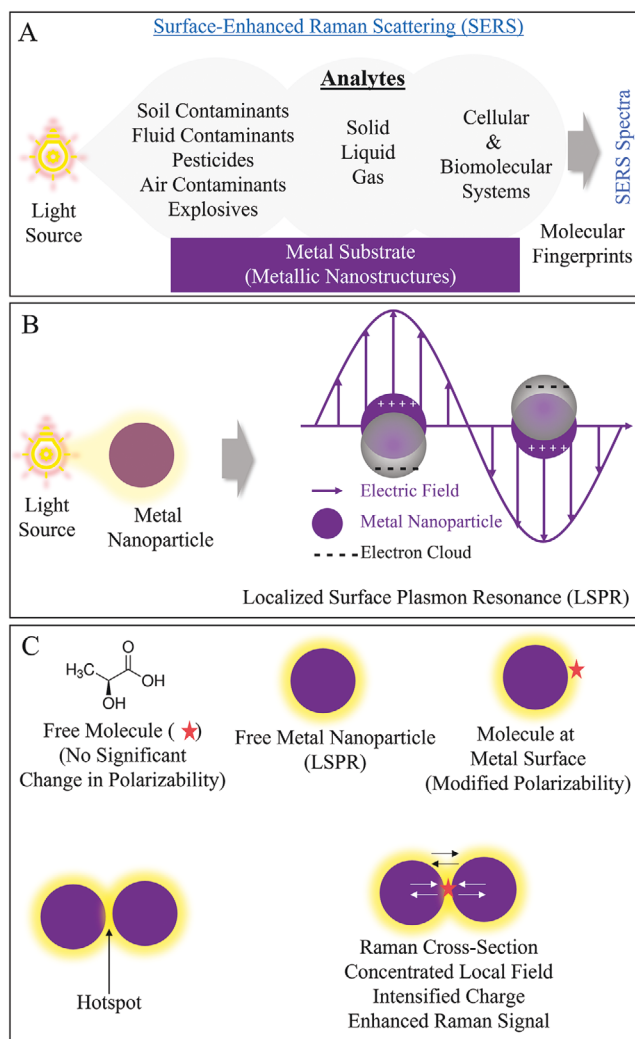 Surface-Enhanced Raman Scattering (SERS)
A
Analytes
Soil Contaminants
Fluid Contaminants
Pesticides
Air Contaminants
Explosives
Solid
Liquid
Gas
Cellular
&
Biomolecular
Systems
SERS Spectra
Light
Source
Molecular
Fingerprints
Metal Substrate
(Metallic Nanostructures)
B
++++
----
----
++++
Light
Source
Metal
Nanoparticle
Electric Field
Metal Nanoparticle
Electron Cloud
Localized Surface Plasmon Resonance (LSPR)
C
O
H₃C
OH
OH
Free Molecule (★)
(No Significant
Change in Polarizability)
Free Metal Nanoparticle
(LSPR)
Molecule at
Metal Surface
(Modified Polarizability)
Hotspot
Raman Cross-Section
Concentrated Local Field
Intensified Charge
Enhanced Raman Signal